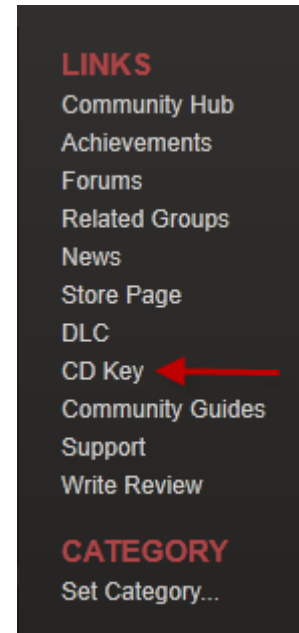 LINKS
Community Hub
Achievements
Forums
Related Groups
News
Store Page
DLC
CD Key
Community Guides
Support
Write Review
CATEGORY
Set Category...